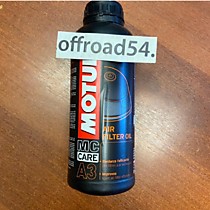 offroad54.
MOTUL
MC
CARE
A3
AIR
FILTER OIL